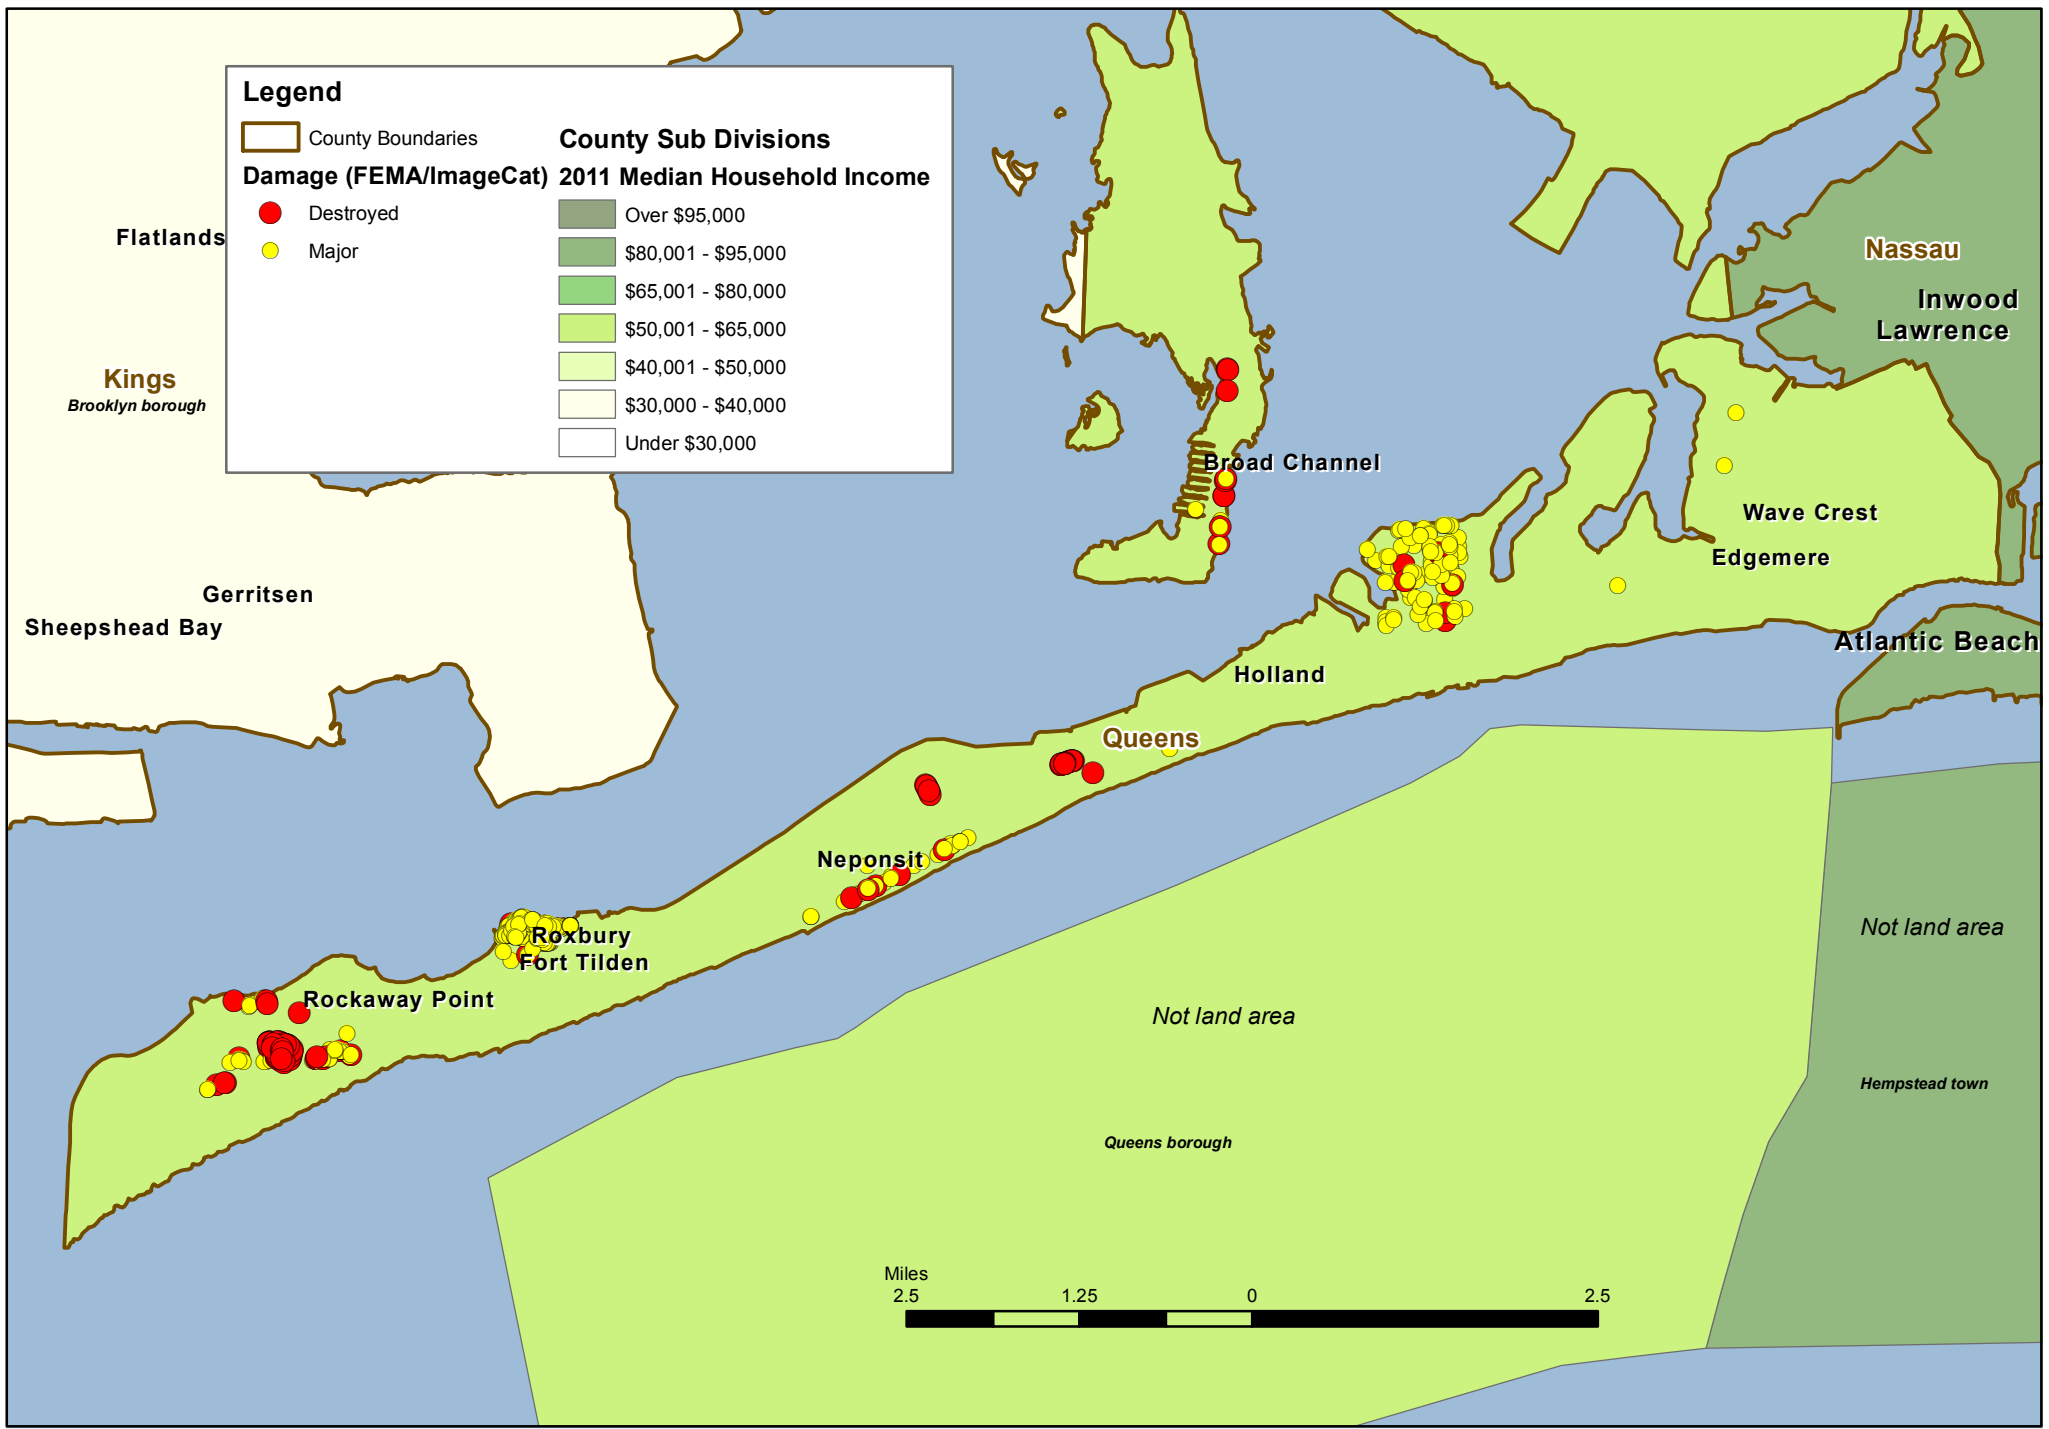 Legend
County Boundaries
Damage (FEMA/ImageCat)
Destroyed
Major
County Sub Divisions
2011 Median Household Income
Over $95,000
$80,001 - $95,000
$65,001 - $80,000
$50,001 - $65,000
$40,001 - $50,000
$30,000 - $40,000
Under $30,000
Flatlands
Kings
Brooklyn borough
Nassau
Inwood
Lawrence
Broad Channel
Wave Crest
Edgemere
Gerritsen
Sheepshead Bay
Atlantic Beach
Holland
Queens
Neponsit
Roxbury
Fort Tilden
Rockaway Point
Not land area
Not land area
Hempstead town
Queens borough
Miles
2.5 1.25 0 2.5